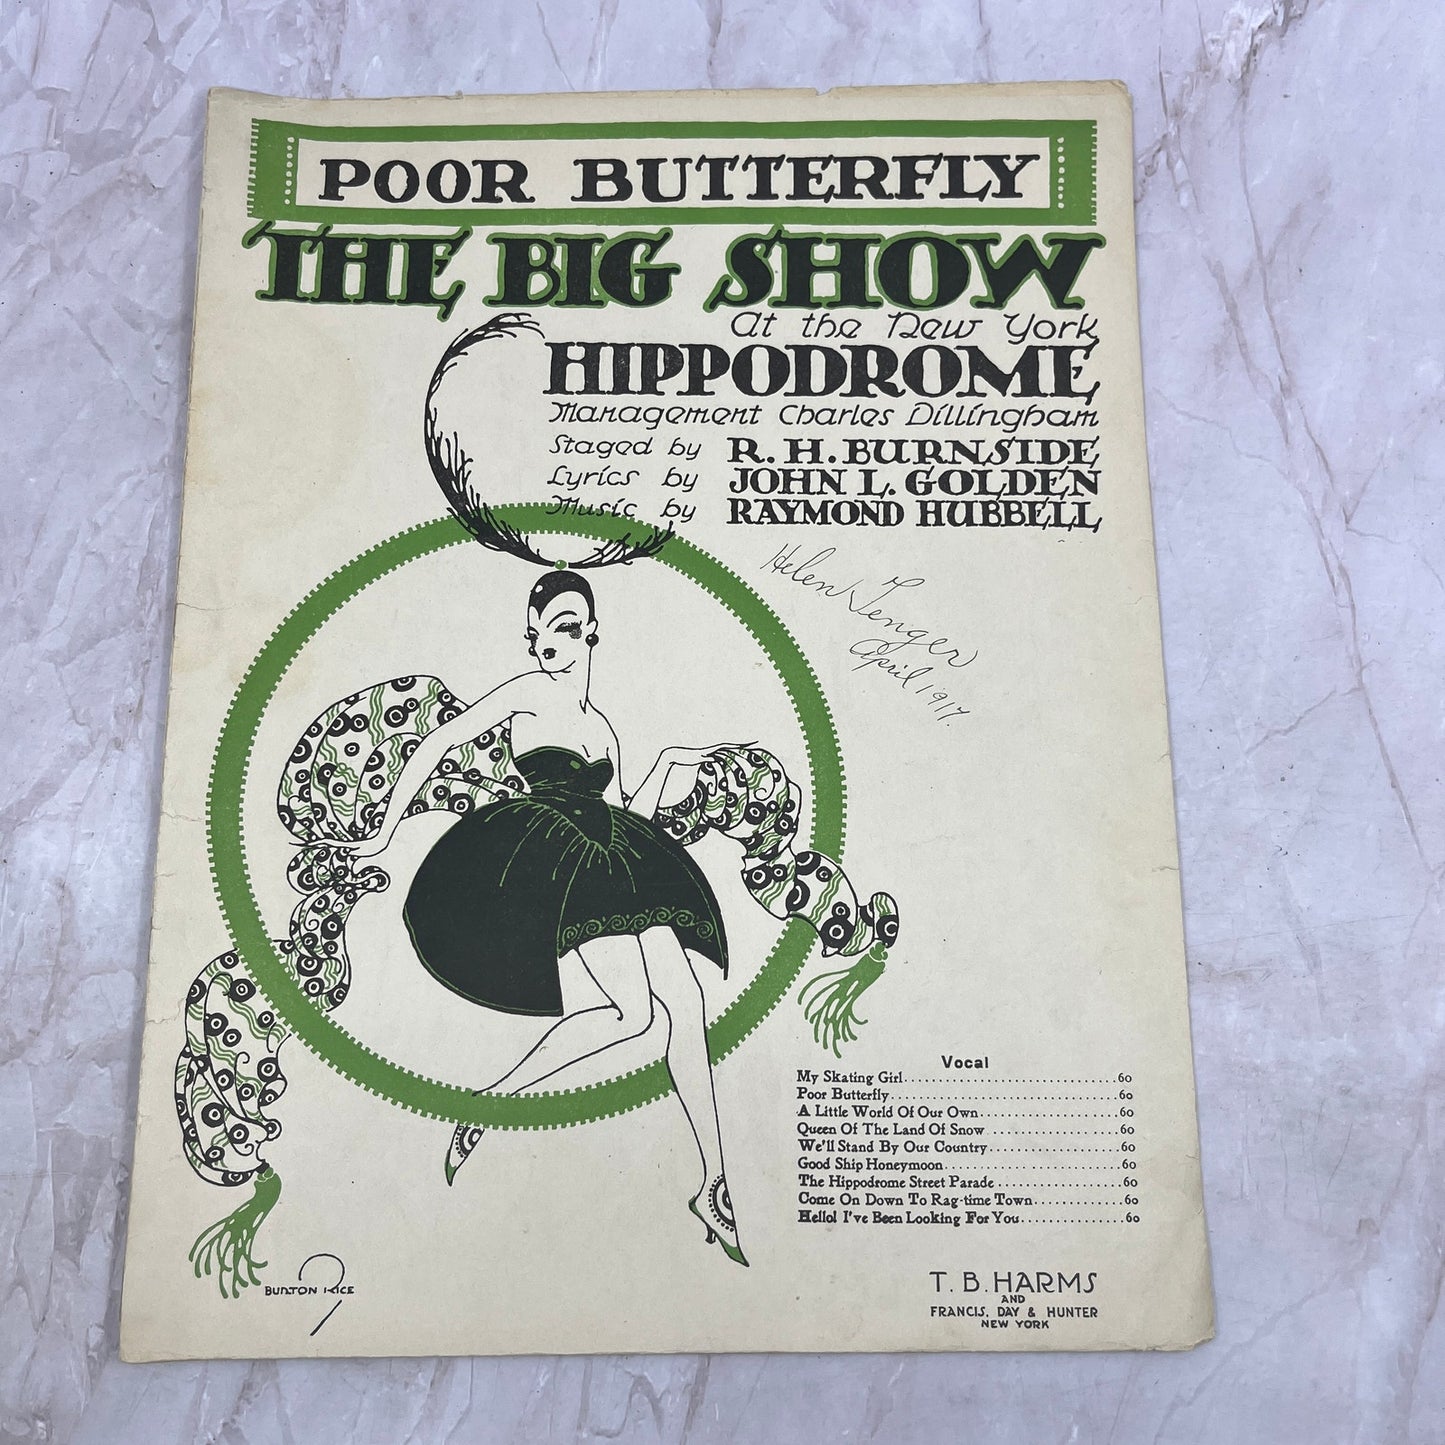 POOR BUTTERFLY
THE BIG SHOW
At the New York
HIPPODROME
Management Charles Dillingham
Staged by R. H. BURNSIDE
Lyrics by JOHN L. GOLDEN
Music by RAYMOND HUBBELL
Helen Tenger
April 1917
Vocal
My Skating Girl..............................60
Poor Butterfly................................60
A Little World Of Our Own....................60
Queen Of The Land Of Snow...................60
We'll Stand By Our Country...................60
Good Ship Honeymoon.........................60
The Hippodrome Street Parade..................60
Come On Down To Rag-time Town.............60
Hello! I've Been Looking For You...............60
BURTON RICE
T. B. HARMS
AND
FRANCIS, DAY & HUNTER
NEW YORK